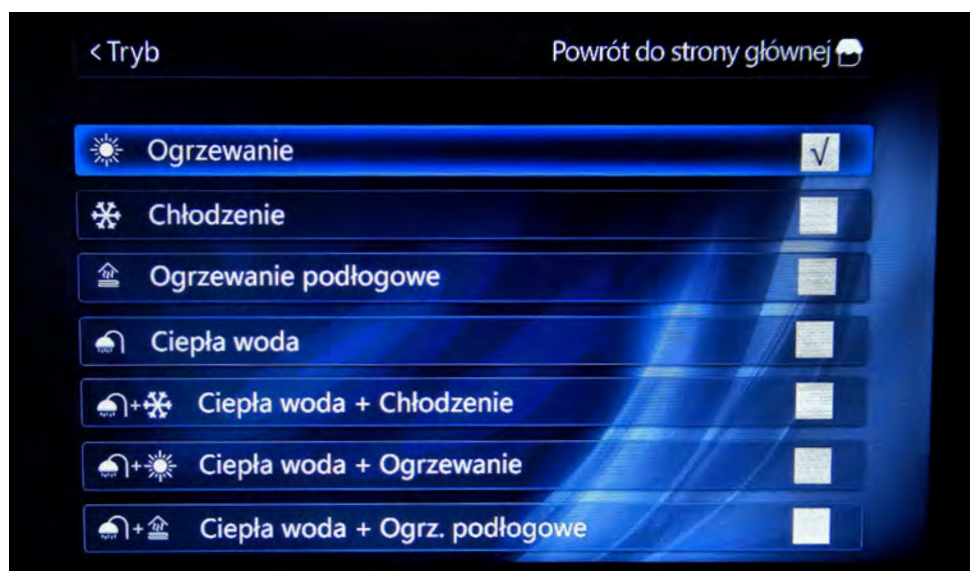 < Tryb
Powrót do strony głównej
Ogrzewanie √
Chłodzenie
Ogrzewanie podłogowe
Ciepła woda
+ Ciepła woda + Chłodzenie
+ Ciepła woda + Ogrzewanie
+ Ciepła woda + Ogrz. podłogowe